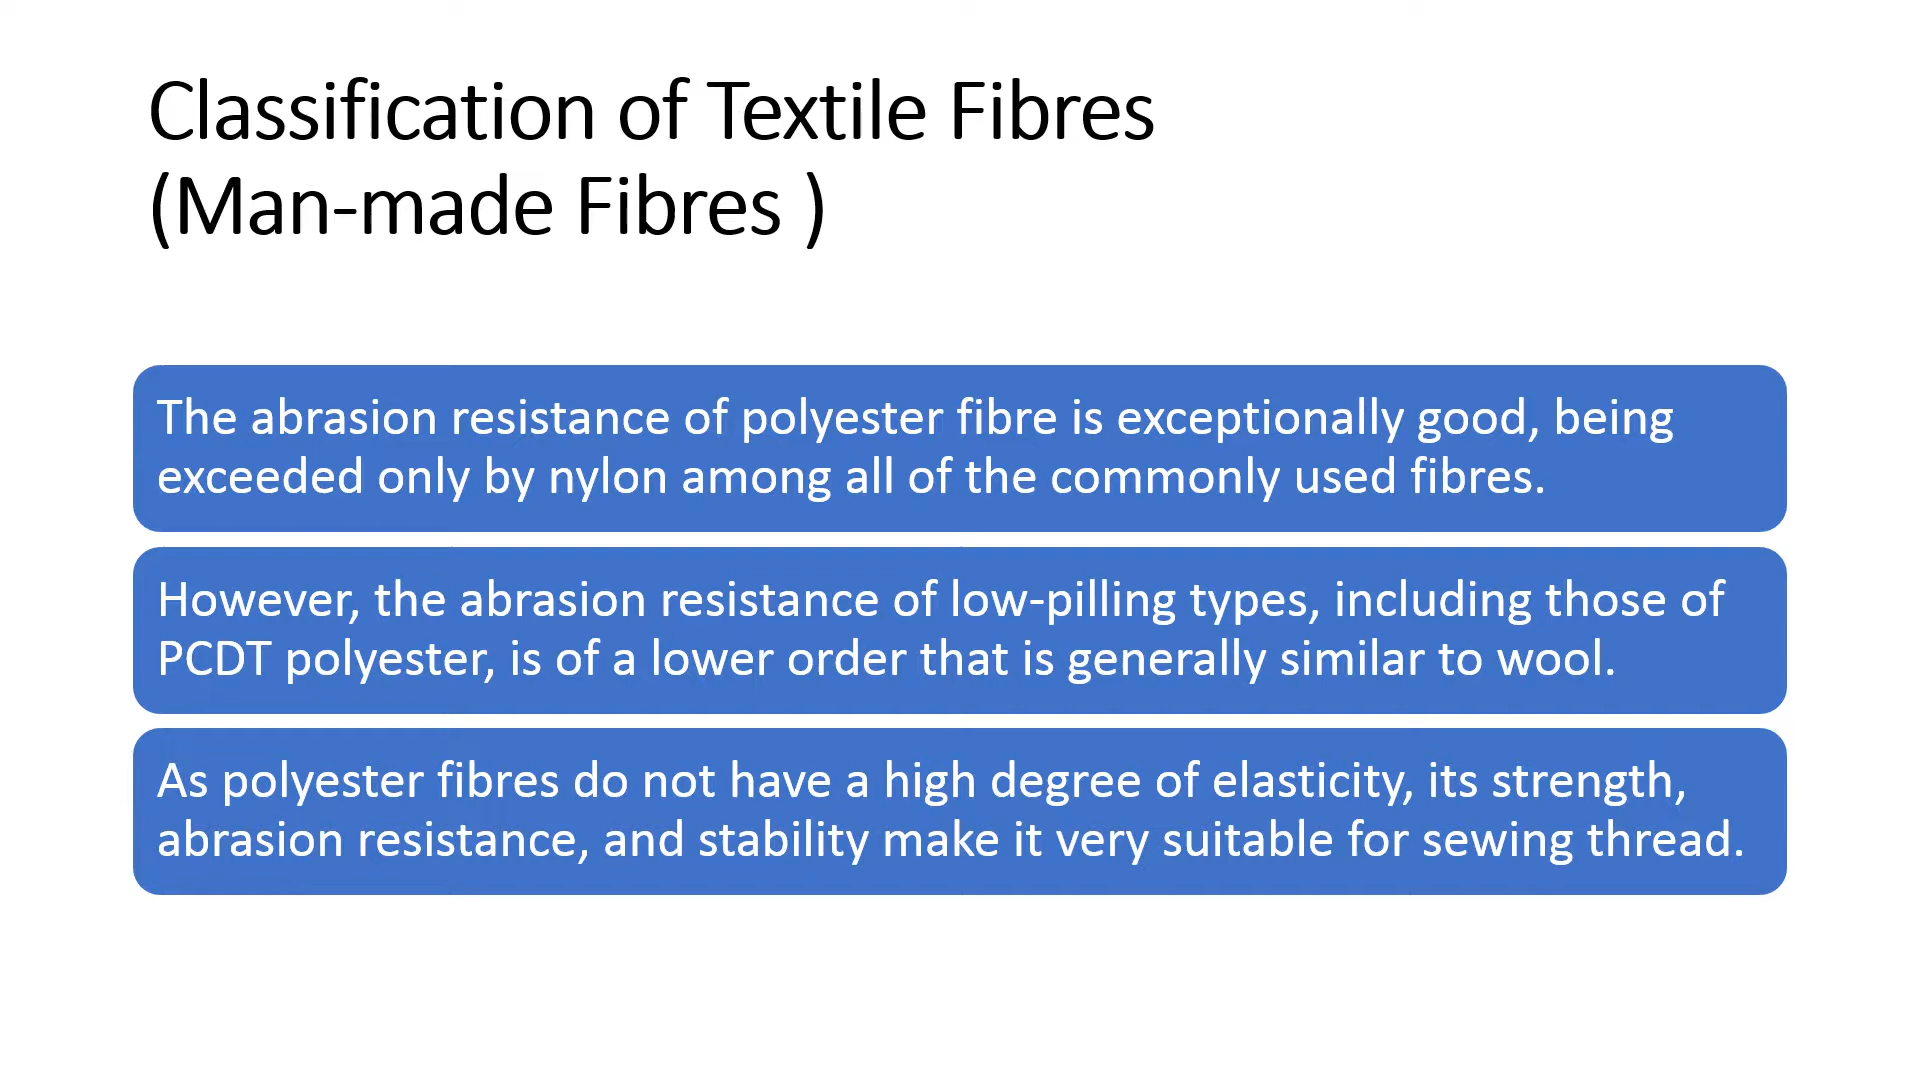 Classification of Textile Fibres
(Man-made Fibres )
The abrasion resistance of polyester fibre is exceptionally good, being
exceeded only by nylon among all of the commonly used fibres.
However, the abrasion resistance of low-pilling types, including those of
PCDT polyester, is of a lower order that is generally similar to wool.
As polyester fibres do not have a high degree of elasticity, its strength,
abrasion resistance, and stability make it very suitable for sewing thread.